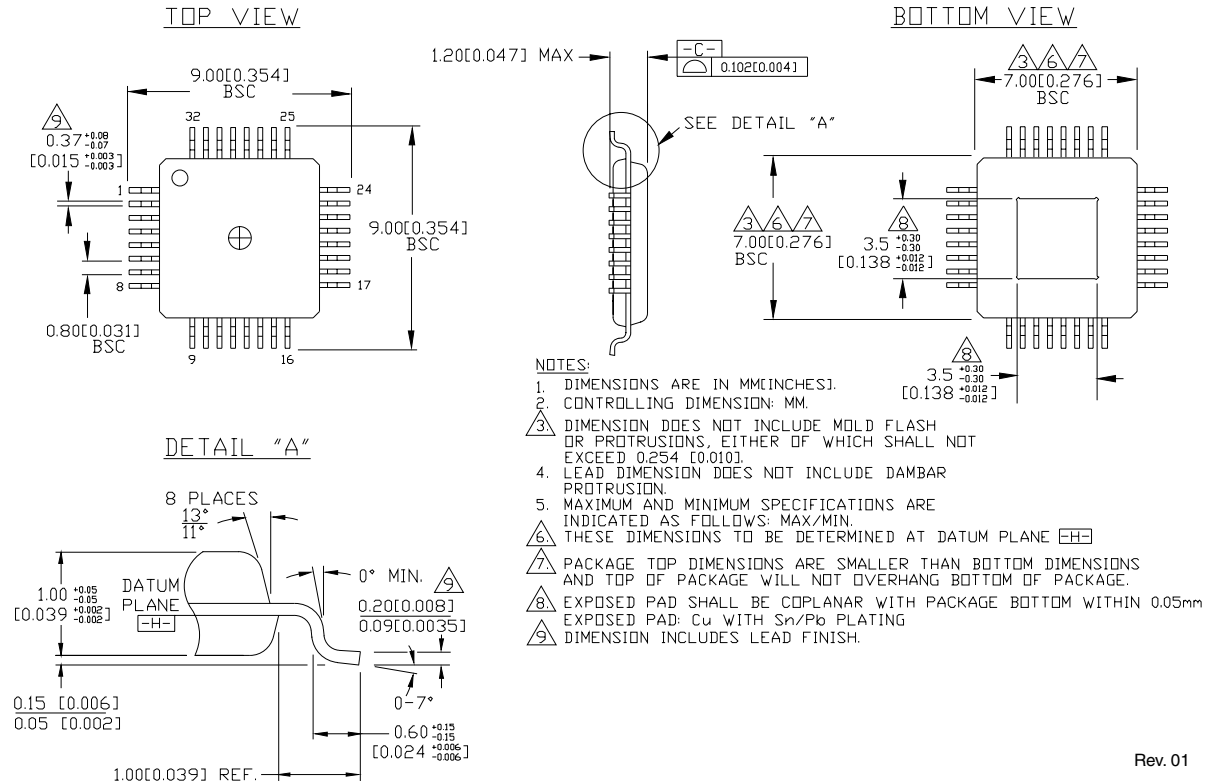 TOP VIEW
BOTTOM VIEW
9.00[0.354]
BSC
32
25
9
0.37 +0.08 -0.07
[0.015 +0.003 -0.003]
1
24
9.00[0.354]
BSC
8
17
0.80[0.031]
BSC
9
16
1.20[0.047] MAX
-C-
0.102[0.004]
SEE DETAIL "A"
3 6 7
7.00[0.276]
BSC
3 6 7
7.00[0.276]
BSC
8
3.5 +0.30 -0.30
[0.138 +0.012 -0.012]
8
3.5 +0.30 -0.30
[0.138 +0.012 -0.012]
NOTES:
1. DIMENSIONS ARE IN MM[INCHES].
2. CONTROLLING DIMENSION: MM.
3. DIMENSION DOES NOT INCLUDE MOLD FLASH
OR PROTRUSIONS, EITHER OF WHICH SHALL NOT
EXCEED 0.254 [0.010].
4. LEAD DIMENSION DOES NOT INCLUDE DAMBAR
PROTRUSION.
5. MAXIMUM AND MINIMUM SPECIFICATIONS ARE
INDICATED AS FOLLOWS: MAX/MIN.
6. THESE DIMENSIONS TO BE DETERMINED AT DATUM PLANE -H-
7. PACKAGE TOP DIMENSIONS ARE SMALLER THAN BOTTOM DIMENSIONS
AND TOP OF PACKAGE WILL NOT OVERHANG BOTTOM OF PACKAGE.
8. EXPOSED PAD SHALL BE COPLANAR WITH PACKAGE BOTTOM WITHIN 0.05mm
EXPOSED PAD: Cu WITH Sn/Pb PLATING
9. DIMENSION INCLUDES LEAD FINISH.
DETAIL "A"
8 PLACES
13°
11°
0° MIN.
9
0.20[0.008]
0.09[0.0035]
1.00 +0.05 -0.05
[0.039 +0.002 -0.002]
DATUM
PLANE
-H-
0.15 [0.006]
0.05 [0.002]
0-7°
0.60 +0.15 -0.15
[0.024 +0.006 -0.006]
1.00[0.039] REF.
Rev. 01